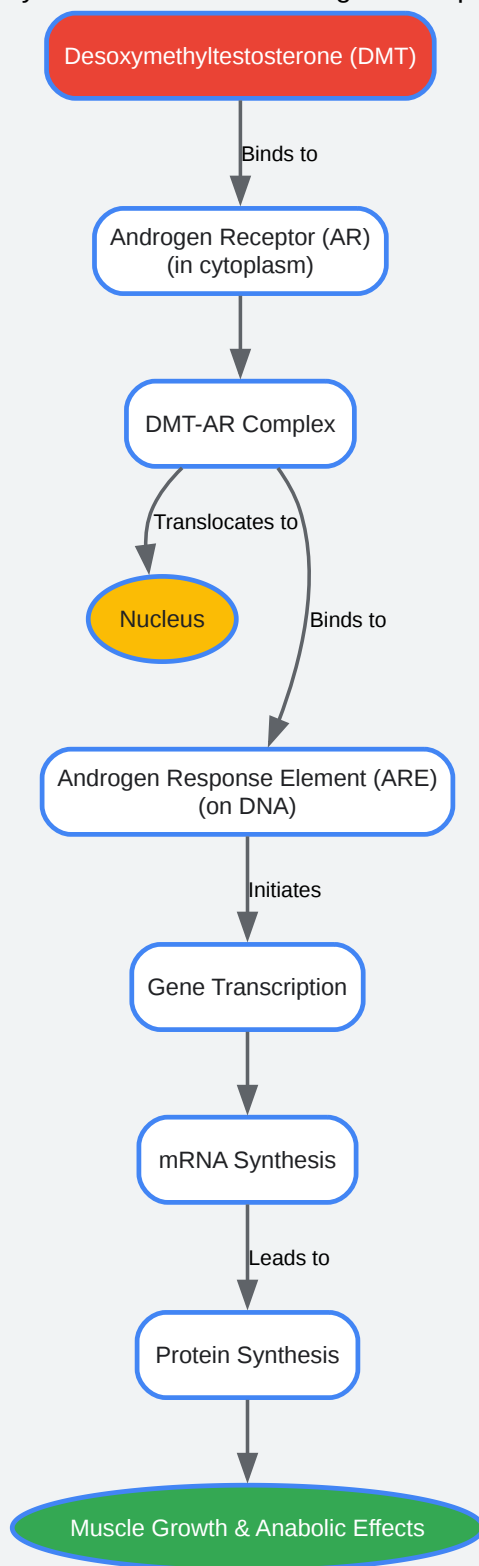 Desoxymethyltestosterone (DMT)
Binds to
Androgen Receptor (AR)
(in cytoplasm)
DMT-AR Complex
Translocates to
Nucleus
Binds to
Androgen Response Element (ARE)
(on DNA)
Initiates
Gene Transcription
mRNA Synthesis
Leads to
Protein Synthesis
Muscle Growth & Anabolic Effects